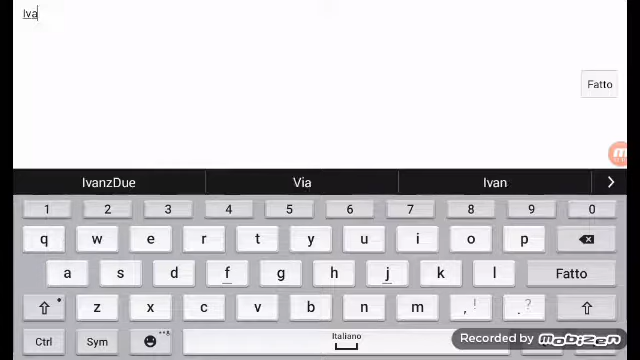 Iva
Fatto
IvanzDue Via Ivan >
1 2 3 4 5 6 7 8 9 0
q w e r t y u i o p
a s d f g h j k l Fatto
z x c v b n m , ! . ?
Ctrl Sym Italiano
Recorded by mobizen